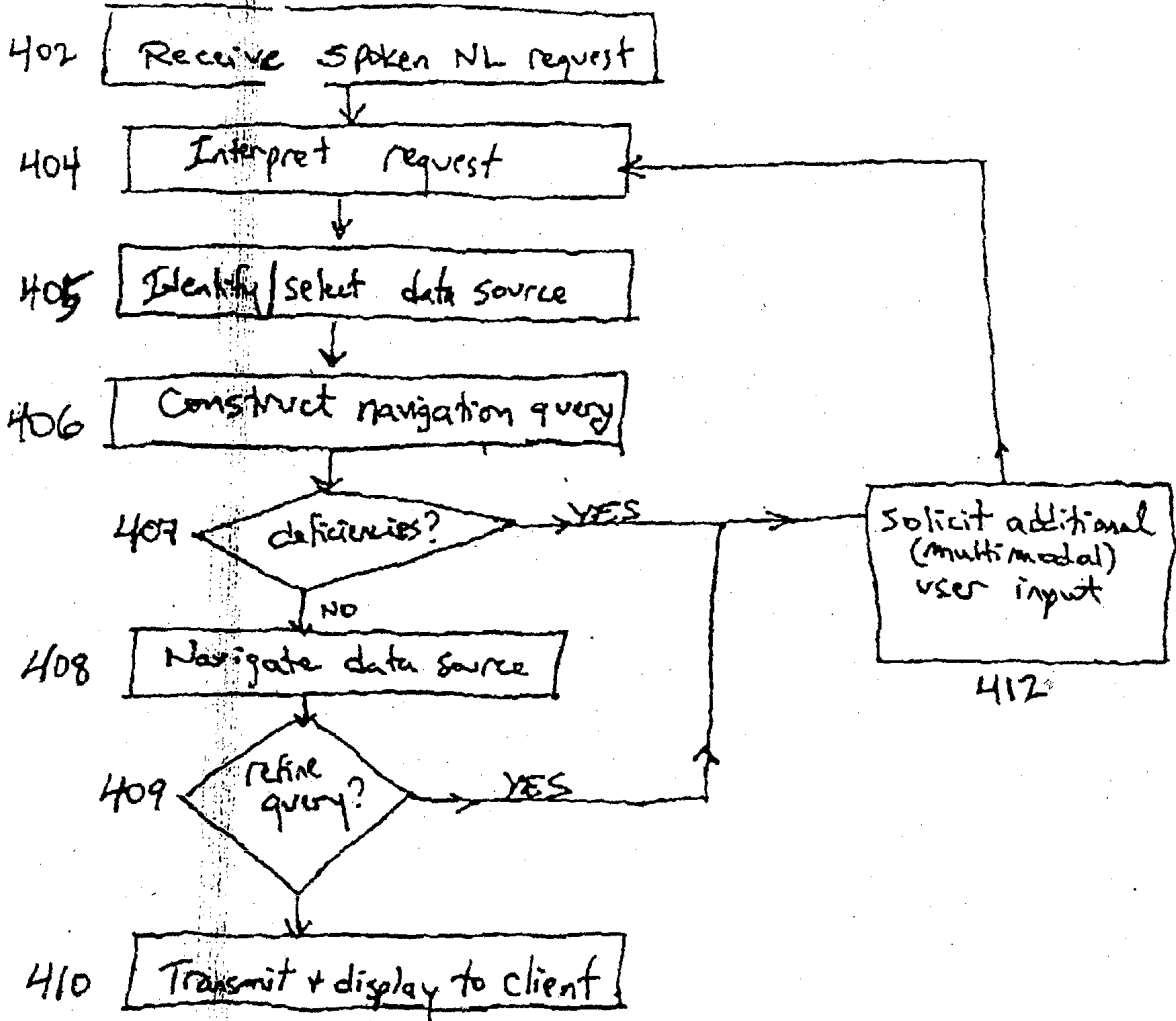 402 Receive Spoken NL request
404 Interpret request
405 Identify/select data source
406 Construct navigation query
407 deficiencies? YES
NO
solicit additional
(multimodal)
user input
412
408 Navigate data source
409 refine
query? YES
410 Transmit + display to client